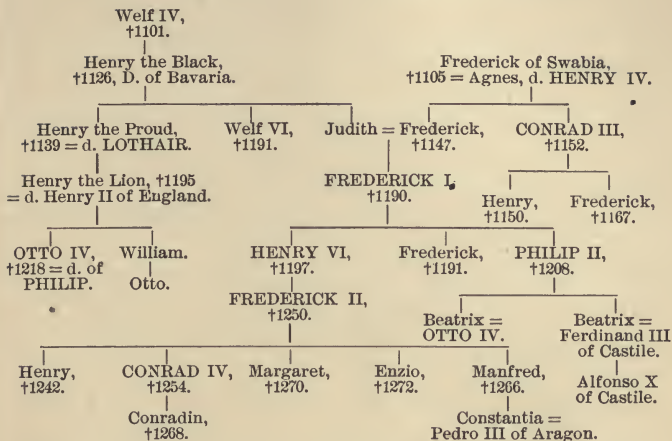 Welf IV,
†1101.
Henry the Black,
†1126, D. of Bavaria.
Frederick of Swabia,
†1105 = Agnes, d. HENRY IV.
Henry the Proud,
†1139 = d. LOTHAIR.
Welf VI,
†1191.
Judith = Frederick,
†1147.
CONRAD III,
†1152.
Henry the Lion, †1195
= d. Henry II of England.
FREDERICK I,
†1190.
Henry,
†1150.
Frederick,
†1167.
OTTO IV,
†1218 = d. of
PHILIP.
William.
Otto.
HENRY VI,
†1197.
Frederick,
†1191.
PHILIP II,
†1208.
FREDERICK II,
†1250.
Beatrix =
OTTO IV.
Beatrix =
Ferdinand III
of Castile.
Alfonso X
of Castile.
Henry,
†1242.
CONRAD IV,
†1254.
Margaret,
†1270.
Enzio,
†1272.
Manfred,
†1266.
Conradin,
†1268.
Constantia =
Pedro III of Aragon.